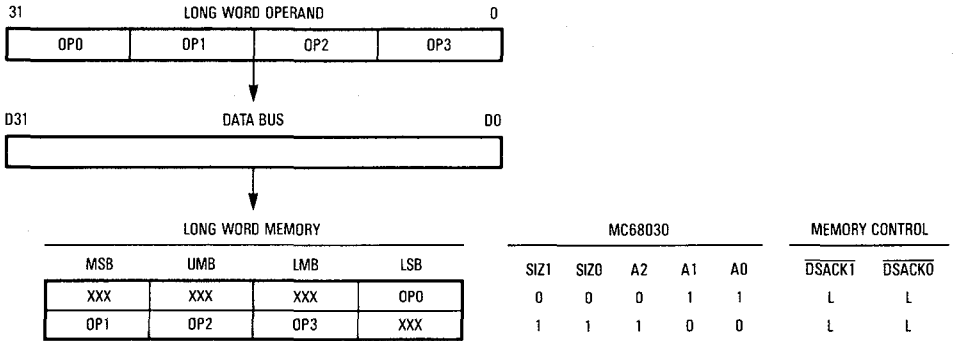 31 LONG WORD OPERAND 0
OP0 OP1 OP2 OP3
D31 DATA BUS D0
LONG WORD MEMORY MC68030 MEMORY CONTROL
MSB UMB LMB LSB SIZ1 SIZ0 A2 A1 A0 DSACK1 DSACK0
XXX XXX XXX OP0 0 0 0 1 1 L L
OP1 OP2 OP3 XXX 1 1 1 0 0 L L